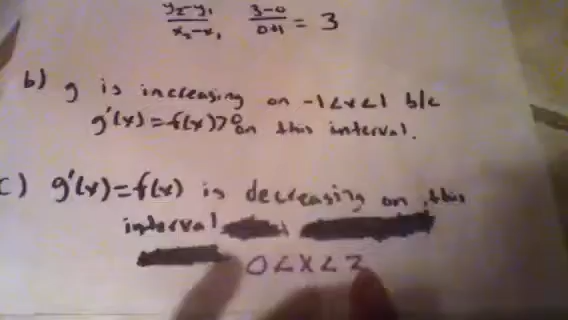 y₂-y₁ / x₂-x₁ 3-0 / 0+1 = 3
b) g is increasing on -1<x<1 b/c
g'(x)=f(x)>0 on this interval.
c) g'(x)=f(x) is decreasing on this
interval
0<x<2